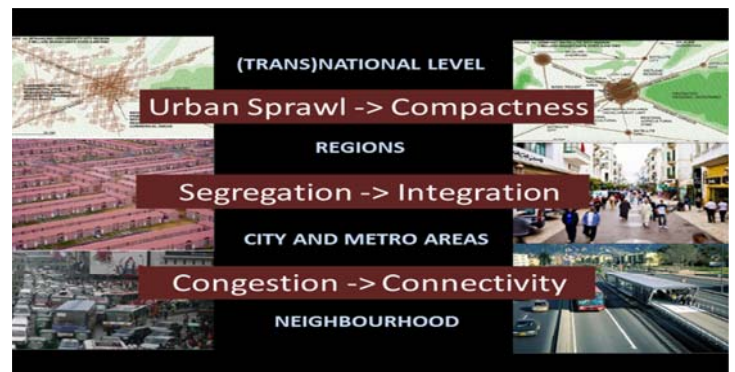 (TRANS)NATIONAL LEVEL
Urban Sprawl -> Compactness
REGIONS
Segregation -> Integration
CITY AND METRO AREAS
Congestion -> Connectivity
NEIGHBOURHOOD